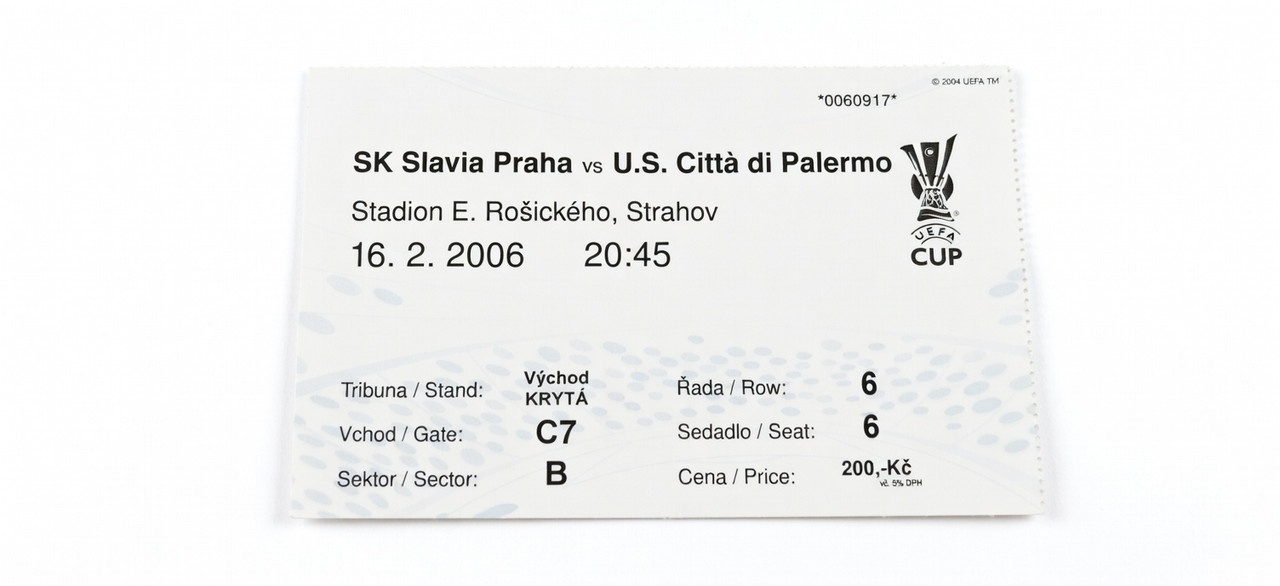 © 2004 UEFA TM
*0060917*
SK Slavia Praha vs U.S. Città di Palermo
Stadion E. Rošického, Strahov
16. 2. 2006 20:45
UEFA
CUP
Tribuna / Stand: Východ KRYTÁ
Řada / Row: 6
Vchod / Gate: C7
Sedadlo / Seat: 6
Sektor / Sector: B
Cena / Price: 200,-Kč
vč. 5% DPH